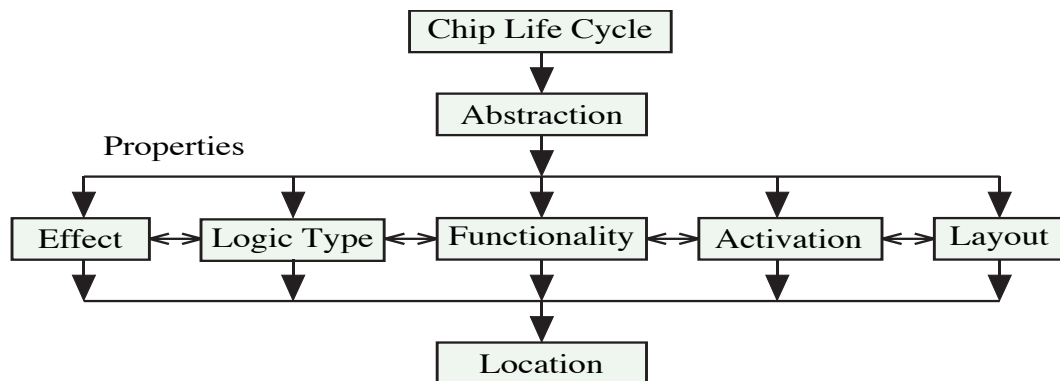 Chip Life Cycle
Abstraction
Properties
Effect
Logic Type
Functionality
Activation
Layout
Location